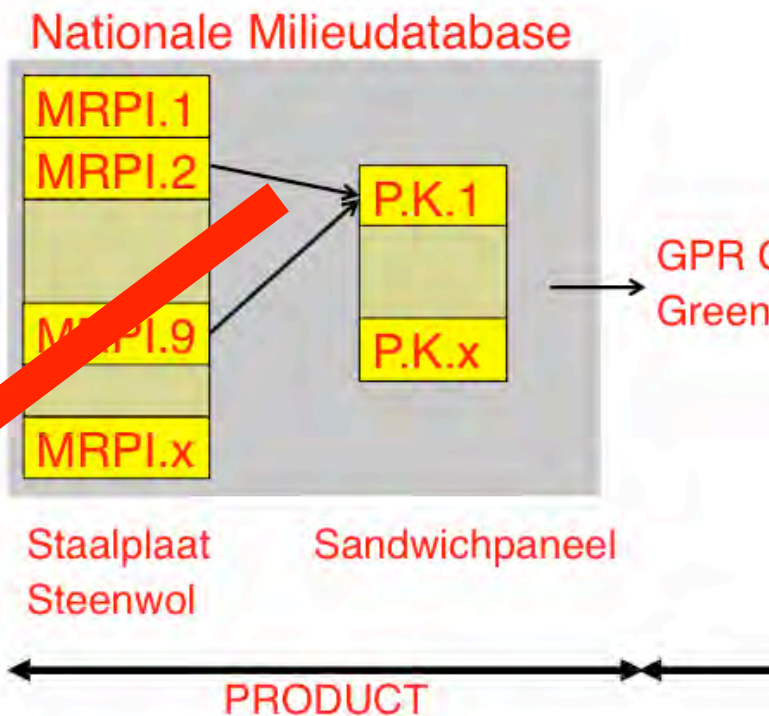 Nationale Milieudatabase
MRPI.1
MRPI.2
MRPI.9
MRPI.x
P.K.1
P.K.x
GPR
Green
Staalplaat
Steenwol
Sandwichpaneel
PRODUCT